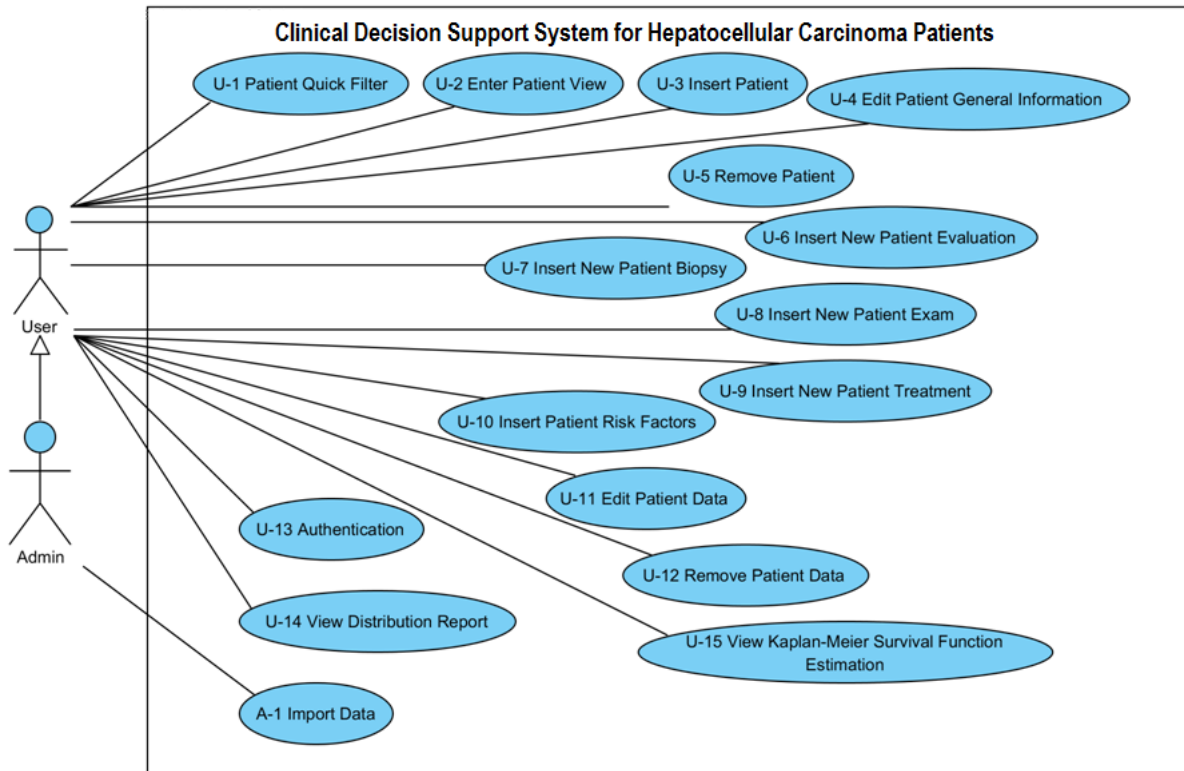 Clinical Decision Support System for Hepatocellular Carcinoma Patients
U-1 Patient Quick Filter
U-2 Enter Patient View
U-3 Insert Patient
U-4 Edit Patient General Information
U-5 Remove Patient
U-6 Insert New Patient Evaluation
U-7 Insert New Patient Biopsy
User
U-8 Insert New Patient Exam
U-9 Insert New Patient Treatment
U-10 Insert Patient Risk Factors
U-11 Edit Patient Data
U-13 Authentication
Admin
U-12 Remove Patient Data
U-14 View Distribution Report
U-15 View Kaplan-Meier Survival Function
Estimation
A-1 Import Data